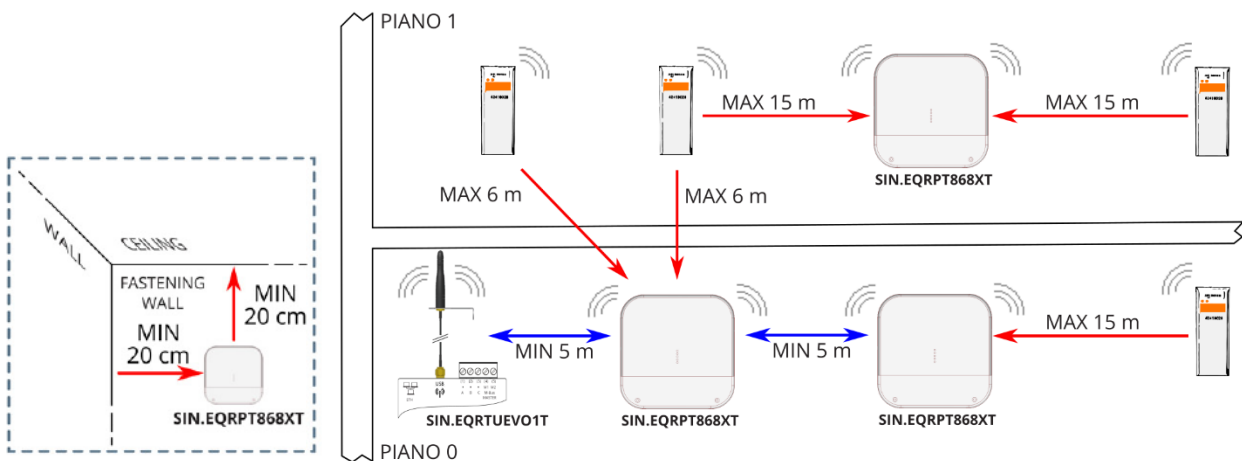 WALL
CEILING
FASTENING
WALL
MIN
20 cm
MIN
20 cm
SIN.EQRPT868XT
PIANO 1
MAX 15 m
MAX 15 m
SIN.EQRPT868XT
MAX 6 m
MAX 6 m
MIN 5 m
MIN 5 m
MAX 15 m
USB
SIN.EQRTUEVO1T
SIN.EQRPT868XT
SIN.EQRPT868XT
PIANO 0